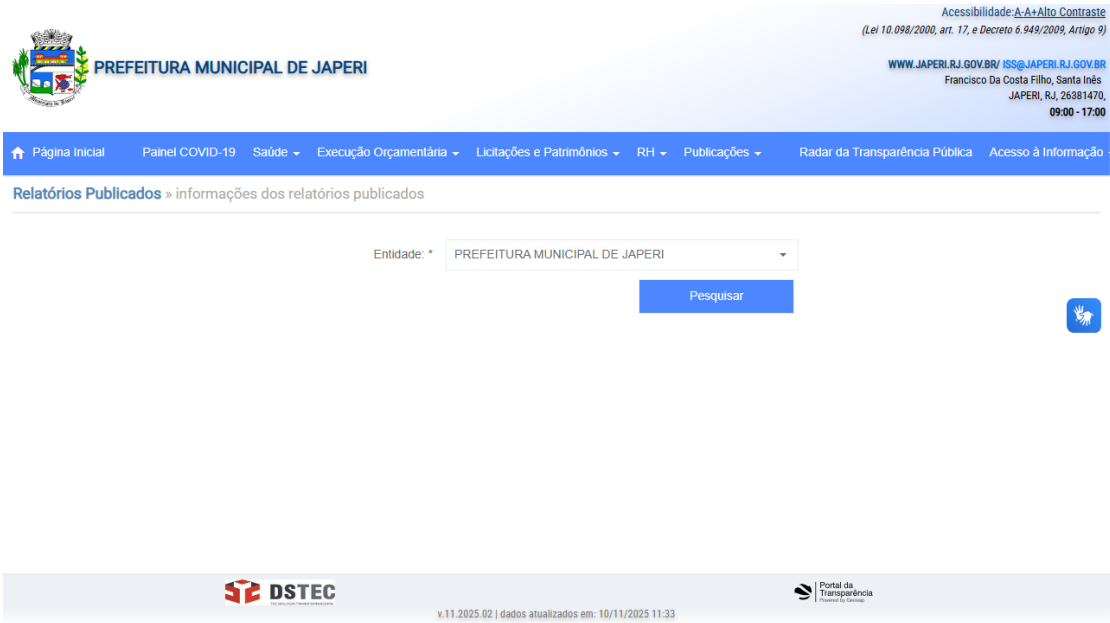 Acessibilidade:A-A+Alto Contraste
(Lei 10.098/2000, art. 17, e Decreto 6.949/2009, Artigo 9)
PREFEITURA MUNICIPAL DE JAPERI
WWW.JAPERI.RJ.GOV.BR/ ISS@JAPERI.RJ.GOV.BR
Francisco Da Costa Filho, Santa Inês
JAPERI, RJ, 26381470,
09:00 - 17:00
Página Inicial Painel COVID-19 Saúde Execução Orçamentária Licitações e Patrimônios RH Publicações Radar da Transparência Pública Acesso à Informação
Relatórios Publicados » informações dos relatórios publicados
Entidade: * PREFEITURA MUNICIPAL DE JAPERI
Pesquisar
DSTEC
Portal da
Transparência
v.11.2025.02 | dados atualizados em: 10/11/2025 11:33